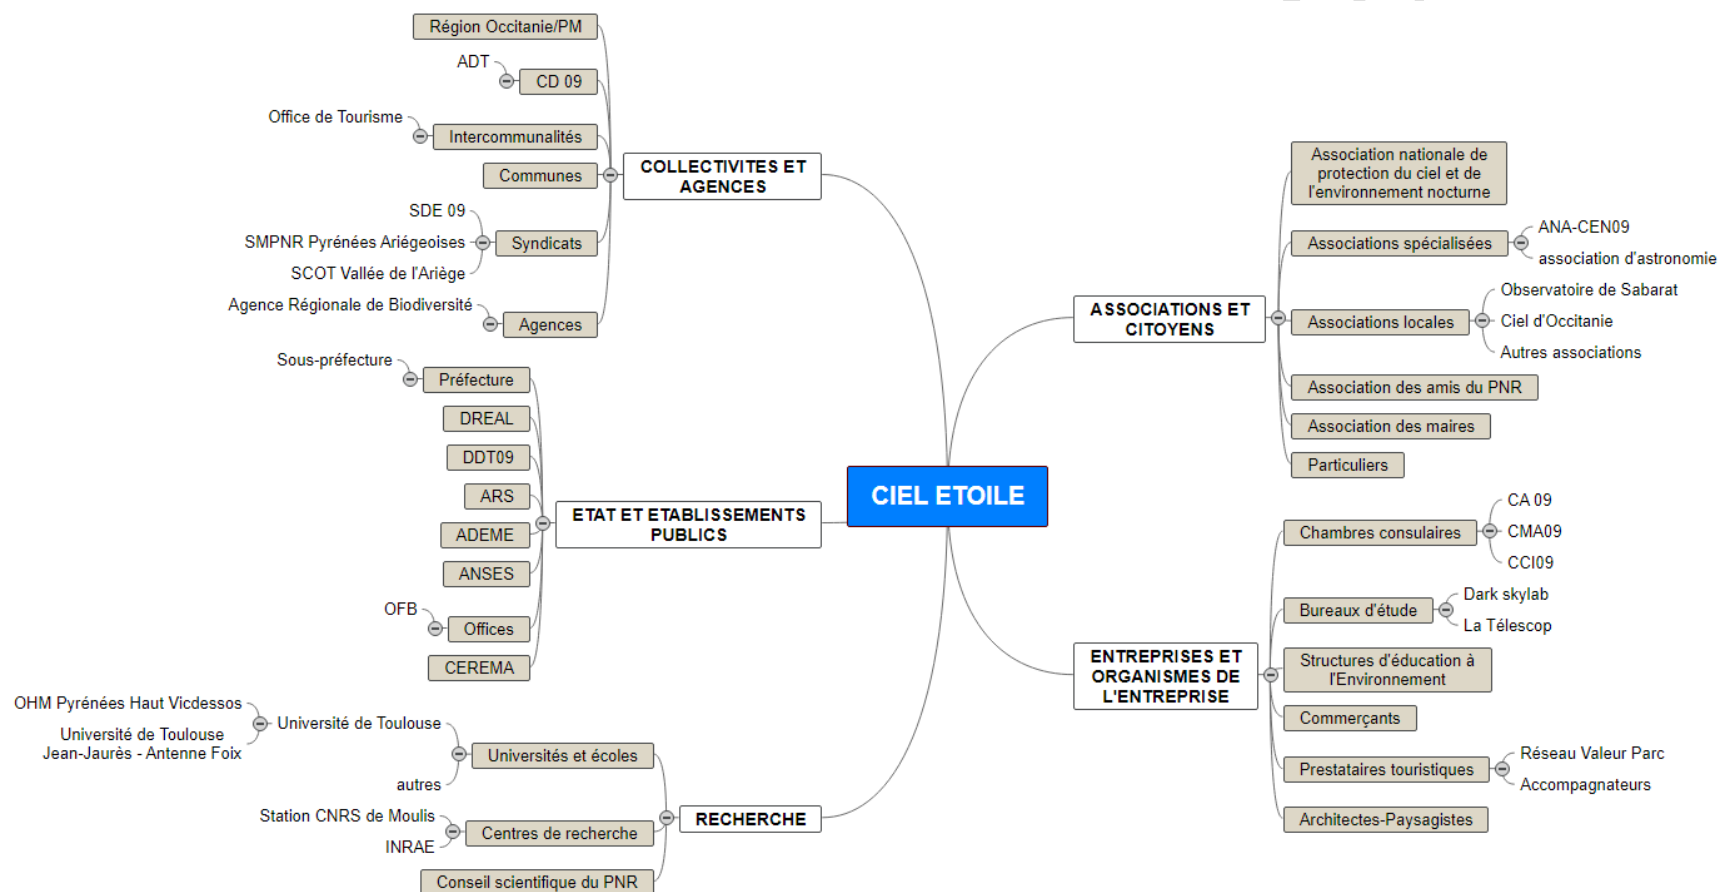 CIEL ETOILE
COLLECTIVITES ET
AGENCES
Région Occitanie/PM
CD 09
ADT
Intercommunalités
Office de Tourisme
Communes
Syndicats
SDE 09
SMPNR Pyrénées Ariégeoises
SCOT Vallée de l'Ariège
Agences
Agence Régionale de Biodiversité
ETAT ET ETABLISSEMENTS
PUBLICS
Préfecture
Sous-préfecture
DREAL
DDT09
ARS
ADEME
ANSES
Offices
OFB
CEREMA
RECHERCHE
Universités et écoles
Université de Toulouse
OHM Pyrénées Haut Vicdessos
Université de Toulouse
Jean-Jaurès - Antenne Foix
autres
Centres de recherche
Station CNRS de Moulis
INRAE
Conseil scientifique du PNR
ASSOCIATIONS ET
CITOYENS
Association nationale de
protection du ciel et de
l'environnement nocturne
Associations spécialisées
ANA-CEN09
association d'astronomie
Associations locales
Observatoire de Sabarat
Ciel d'Occitanie
Autres associations
Association des amis du PNR
Association des maires
Particuliers
ENTREPRISES ET
ORGANISMES DE
L'ENTREPRISE
Chambres consulaires
CA 09
CMA09
CCI09
Bureaux d'étude
Dark skylab
La Télescop
Structures d'éducation à
l'Environnement
Commerçants
Prestataires touristiques
Réseau Valeur Parc
Accompagnateurs
Architectes-Paysagistes